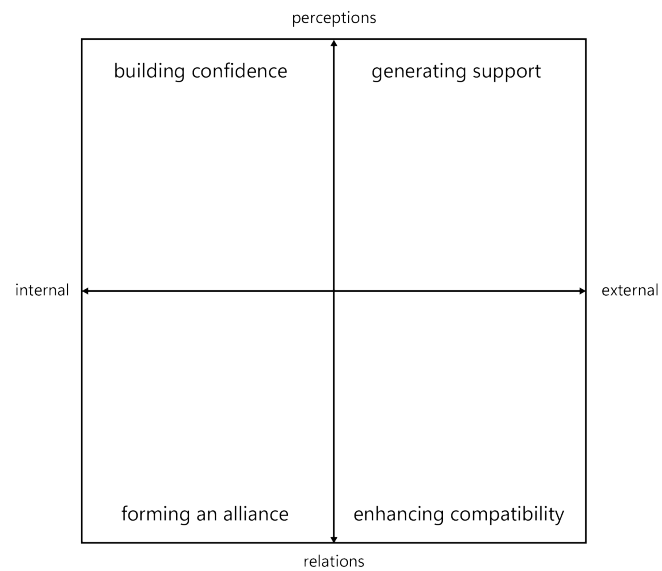 perceptions
building confidence
generating support
internal
external
forming an alliance
enhancing compatibility
relations